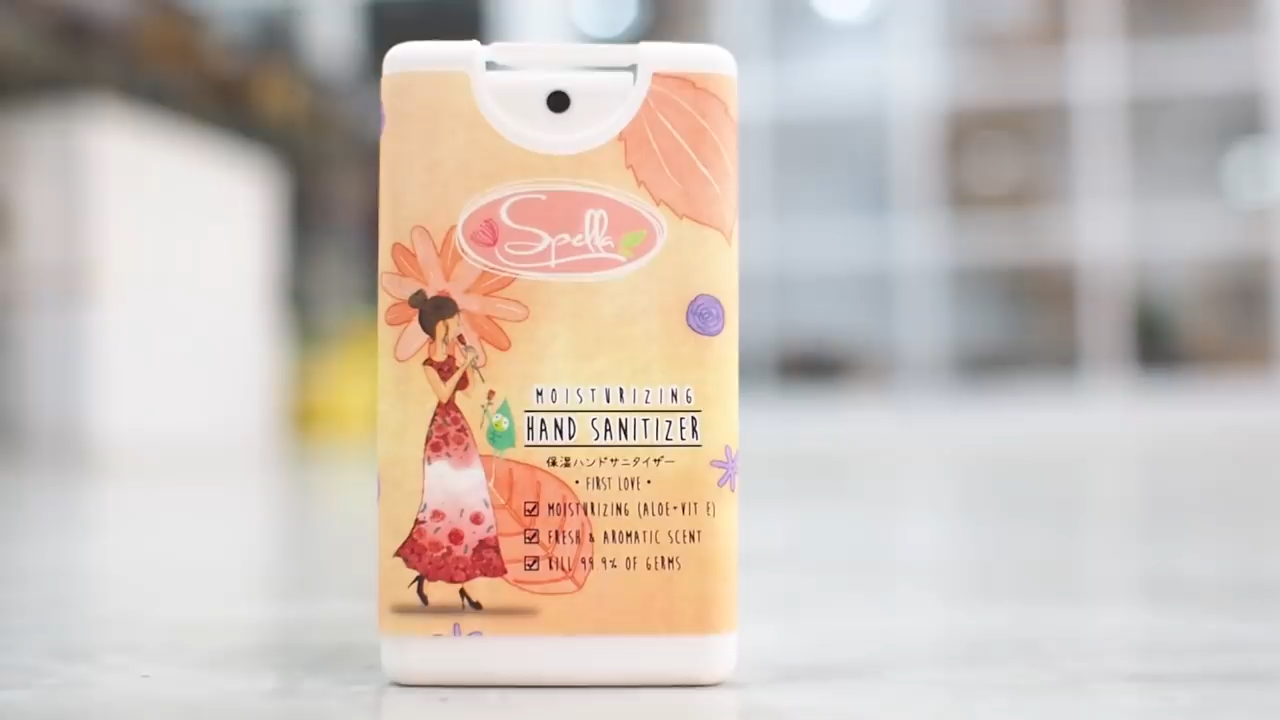 Spella
MOISTURIZING
HAND SANITIZER
保湿ハンドサニタイザー
• FIRST LOVE •
☑ MOISTURIZING (ALOE+VIT E)
☑ FRESH & AROMATIC SCENT
☑ KILL 99.9% OF GERMS